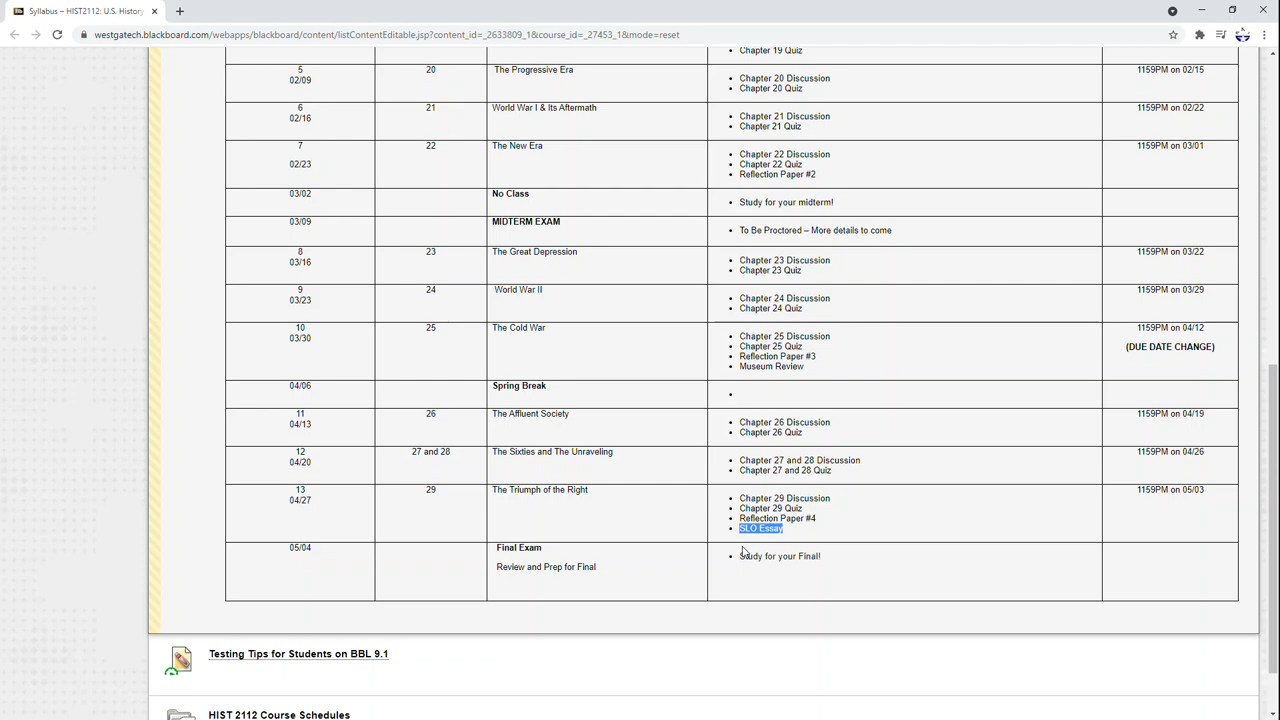 Syllabus – HIST2112: U.S. History
westgatech.blackboard.com/webapps/blackboard/content/listContentEditable.jsp?content_id=_2633809_1&course_id=_27453_1&mode=reset
• Chapter 19 Quiz
5 20 The Progressive Era 1159PM on 02/15
02/09 • Chapter 20 Discussion
• Chapter 20 Quiz
6 21 World War I & Its Aftermath 1159PM on 02/22
02/16 • Chapter 21 Discussion
• Chapter 21 Quiz
7 22 The New Era 1159PM on 03/01
• Chapter 22 Discussion
02/23 • Chapter 22 Quiz
• Reflection Paper #2
03/02 No Class
• Study for your midterm!
03/09 MIDTERM EXAM
• To Be Proctored – More details to come
8 23 The Great Depression 1159PM on 03/22
03/16 • Chapter 23 Discussion
• Chapter 23 Quiz
9 24 World War II 1159PM on 03/29
03/23 • Chapter 24 Discussion
• Chapter 24 Quiz
10 25 The Cold War 1159PM on 04/12
03/30 • Chapter 25 Discussion
• Chapter 25 Quiz (DUE DATE CHANGE)
• Reflection Paper #3
• Museum Review
04/06 Spring Break
•
11 26 The Affluent Society 1159PM on 04/19
04/13 • Chapter 26 Discussion
• Chapter 26 Quiz
12 27 and 28 The Sixties and The Unraveling 1159PM on 04/26
04/20 • Chapter 27 and 28 Discussion
• Chapter 27 and 28 Quiz
13 29 The Triumph of the Right 1159PM on 05/03
04/27 • Chapter 29 Discussion
• Chapter 29 Quiz
• Reflection Paper #4
• SLO Essay
05/04 Final Exam
• Study for your Final!
Review and Prep for Final
Testing Tips for Students on BBL 9.1
HIST 2112 Course Schedules